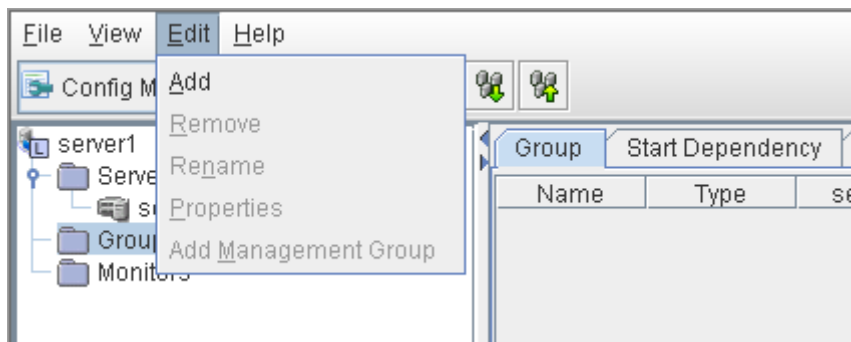 File View Edit Help
Config M
Add
Remove
Rename
Properties
Add Management Group
server1
Serve
s
Group
Monitors
Group Start Dependency
Name Type se